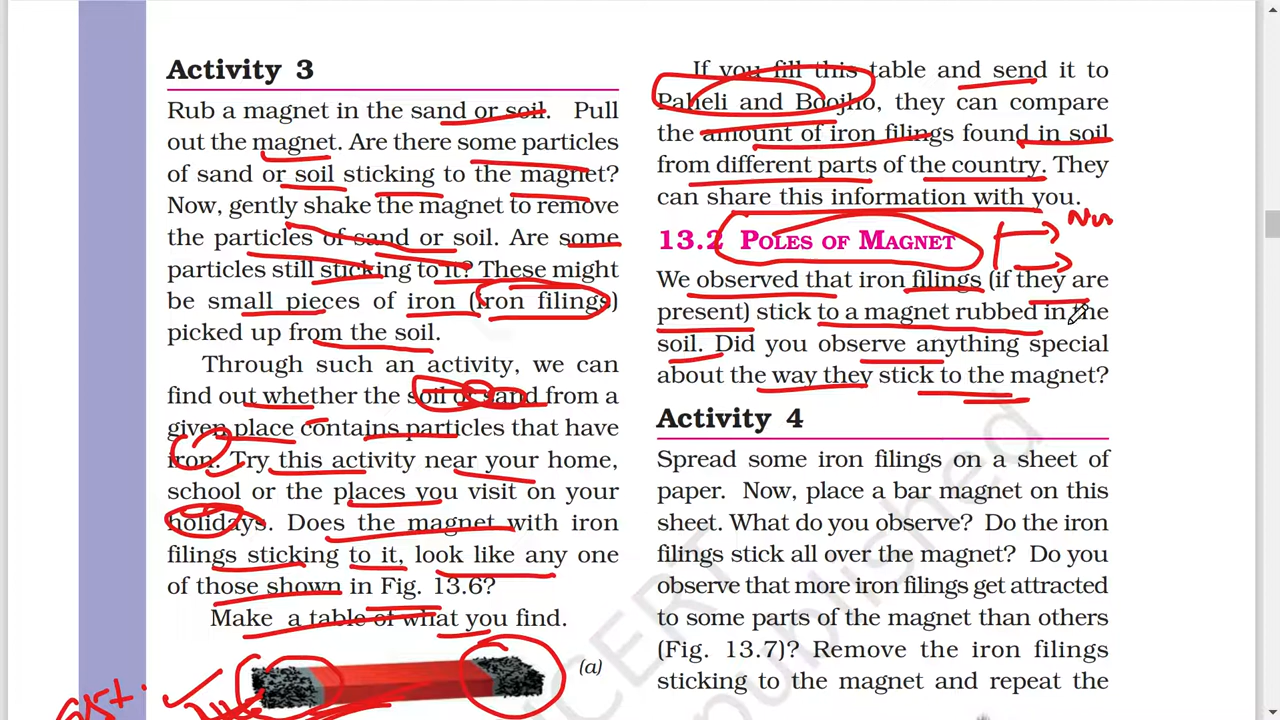 Activity 3
Rub a magnet in the sand or soil. Pull
out the magnet. Are there some particles
of sand or soil sticking to the magnet?
Now, gently shake the magnet to remove
the particles of sand or soil. Are some
particles still sticking to it? These might
be small pieces of iron (iron filings)
picked up from the soil.
Through such an activity, we can
find out whether the soil or sand from a
given place contains particles that have
iron. Try this activity near your home,
school or the places you visit on your
holidays. Does the magnet with iron
filings sticking to it, look like any one
of those shown in Fig. 13.6?
Make a table of what you find.
(a)
If you fill this table and send it to
Paheli and Boojho, they can compare
the amount of iron filings found in soil
from different parts of the country. They
can share this information with you.
13.2 POLES OF MAGNET
We observed that iron filings (if they are
present) stick to a magnet rubbed in the
soil. Did you observe anything special
about the way they stick to the magnet?
Activity 4
Spread some iron filings on a sheet of
paper. Now, place a bar magnet on this
sheet. What do you observe? Do the iron
filings stick all over the magnet? Do you
observe that more iron filings get attracted
to some parts of the magnet than others
(Fig. 13.7)? Remove the iron filings
sticking to the magnet and repeat the